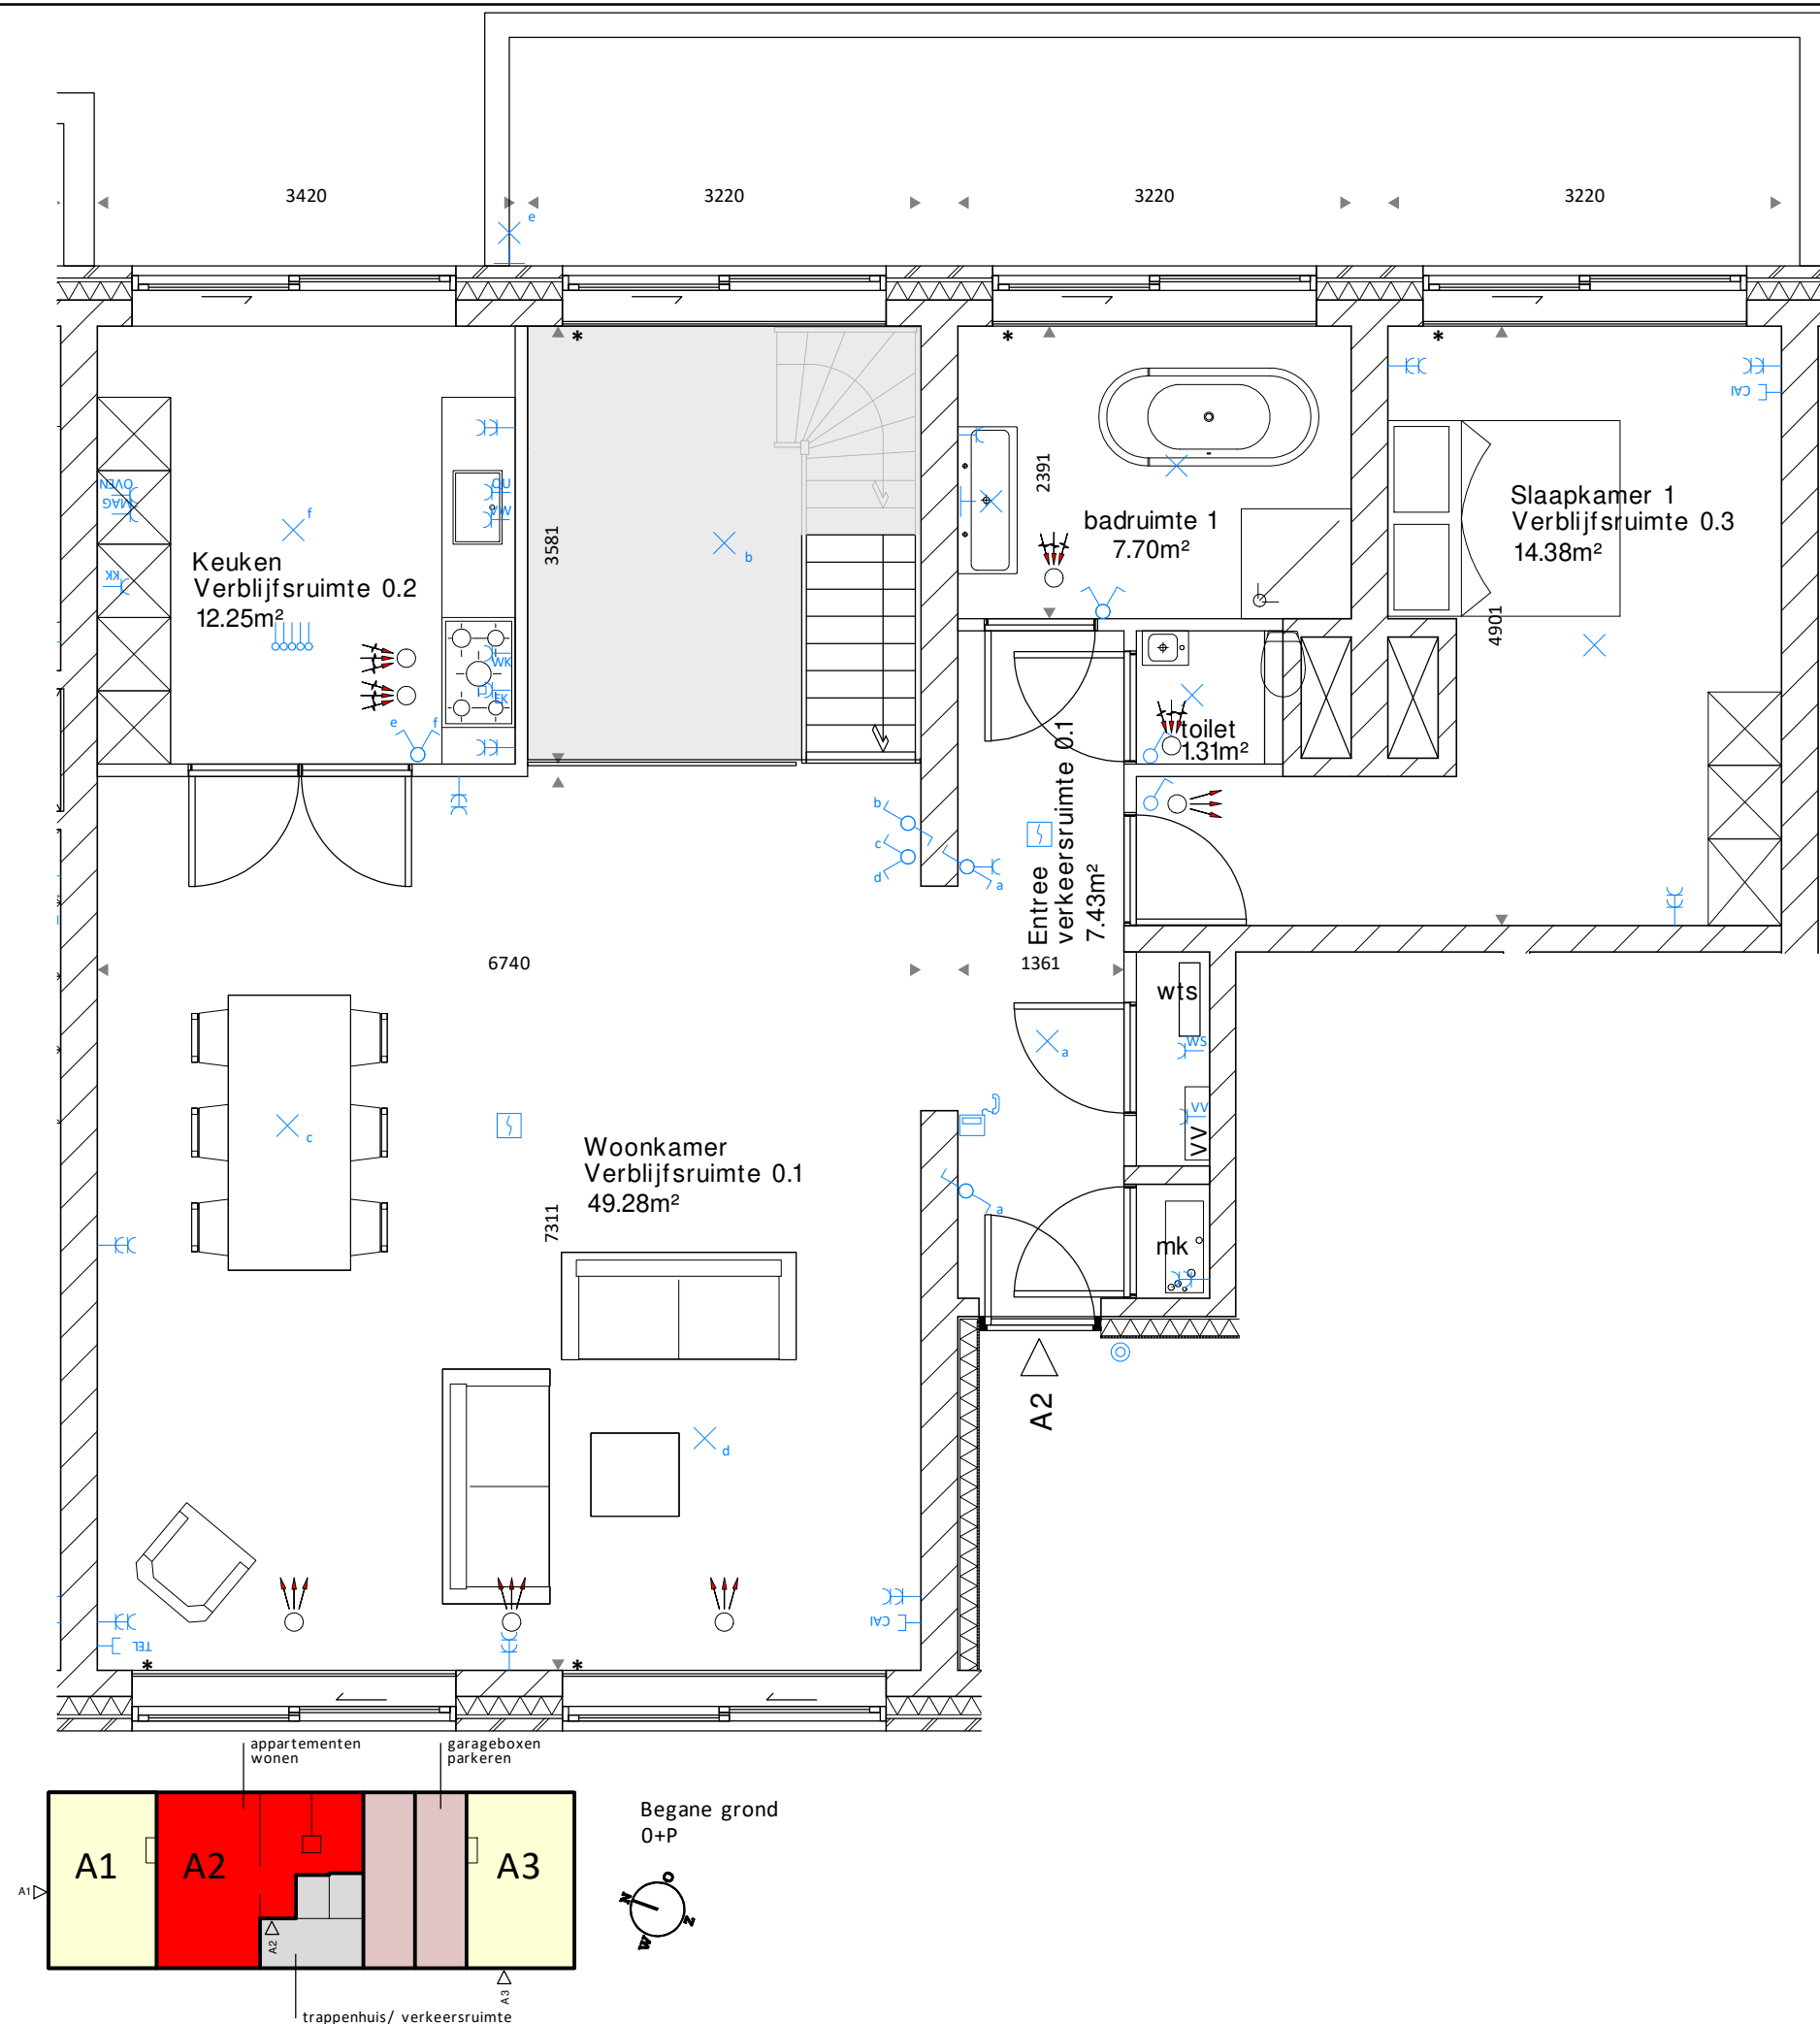 3420
3220
3220
3220
e
*
*
*
CAI
OVEN
MAG
KK
f
OU
VW
Keuken
Verblijfsruimte 0.2
12.25m²
WK
EK
e
f
3581
b
2391
badruimte 1
7.70m²
Slaapkamer 1
Verblijfsruimte 0.3
14.38m²
4901
toilet
1.31m²
b
c
d
a
Entree
verkeersruimte 0.1
7.43m²
6740
1361
wts
WS
a
VV
VV
c
Woonkamer
Verblijfsruimte 0.1
49.28m²
7311
a
mk
A2
d
CAI
TEL
*
*
appartementen
wonen
garageboxen
parkeren
A1
A2
A3
A1
A2
A3
trappenhuis/ verkeersruimte
Begane grond
0+P
N
O
Z
W